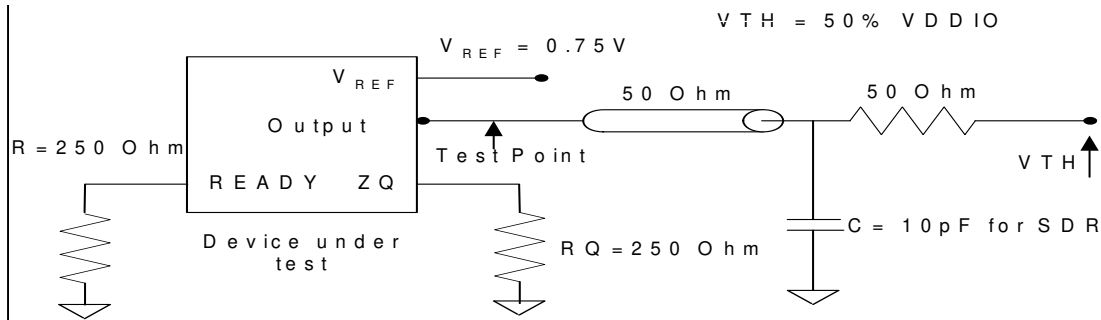 VTH = 50% VDDIO
VREF = 0.75V
VREF
50 Ohm
50 Ohm
Output
R=250 Ohm
Test Point
VTH
READY ZQ
C= 10pF for SDR
Device under
test
RQ=250 Ohm